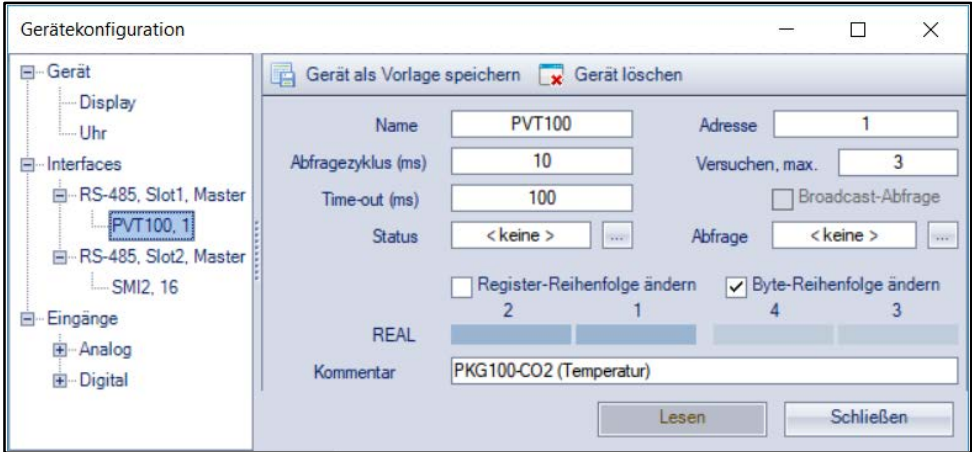 Gerätekonfiguration
Gerät
Display
Uhr
Interfaces
RS-485, Slot1, Master
PVT100, 1
RS-485, Slot2, Master
SMI2, 16
Eingänge
Analog
Digital
Gerät als Vorlage speichern Gerät löschen
Name PVT100 Adresse 1
Abfragezyklus (ms) 10 Versuchen, max. 3
Time-out (ms) 100 Broadcast-Abfrage
Status < keine > ... Abfrage < keine > ...
Register-Reihenfolge ändern Byte-Reihenfolge ändern
2 1 4 3
REAL
Kommentar PKG100-CO2 (Temperatur)
Lesen Schließen